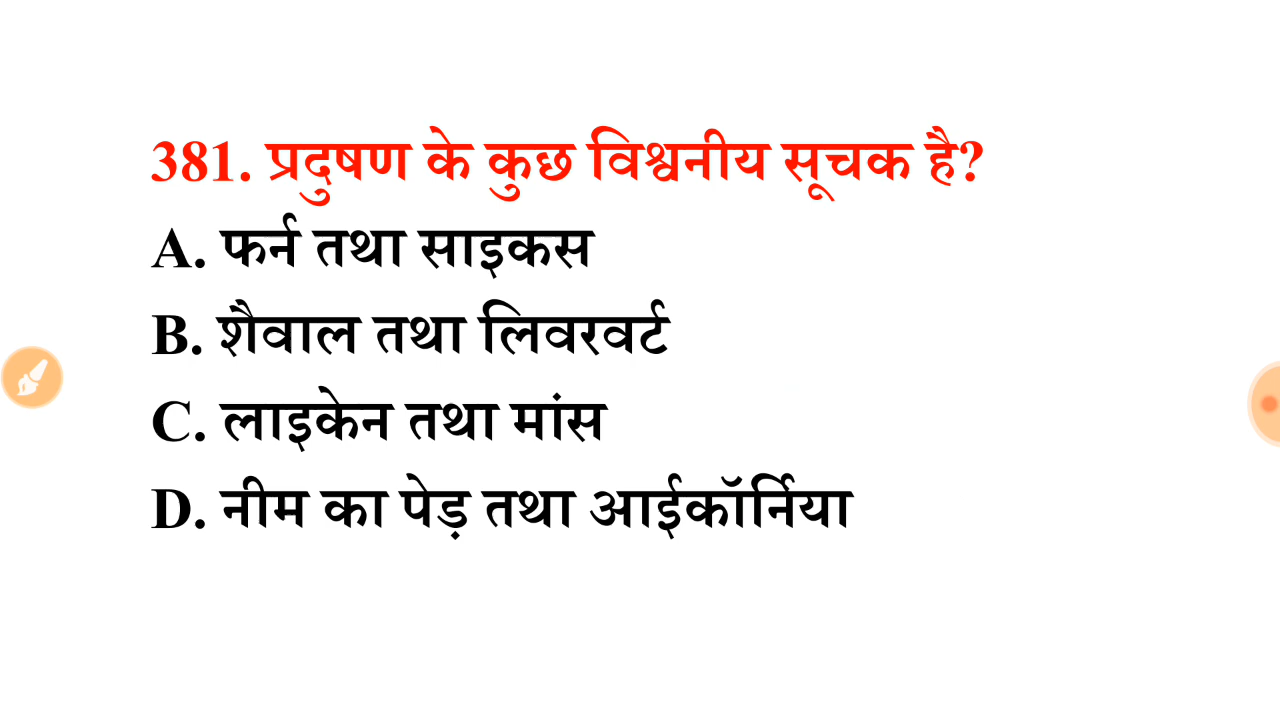 381. प्रदुषण के कुछ विश्वनीय सूचक है?
A. फर्न तथा साइकस
B. शैवाल तथा लिवरवर्ट
C. लाइकेन तथा मांस
D. नीम का पेड़ तथा आईकॉर्निया